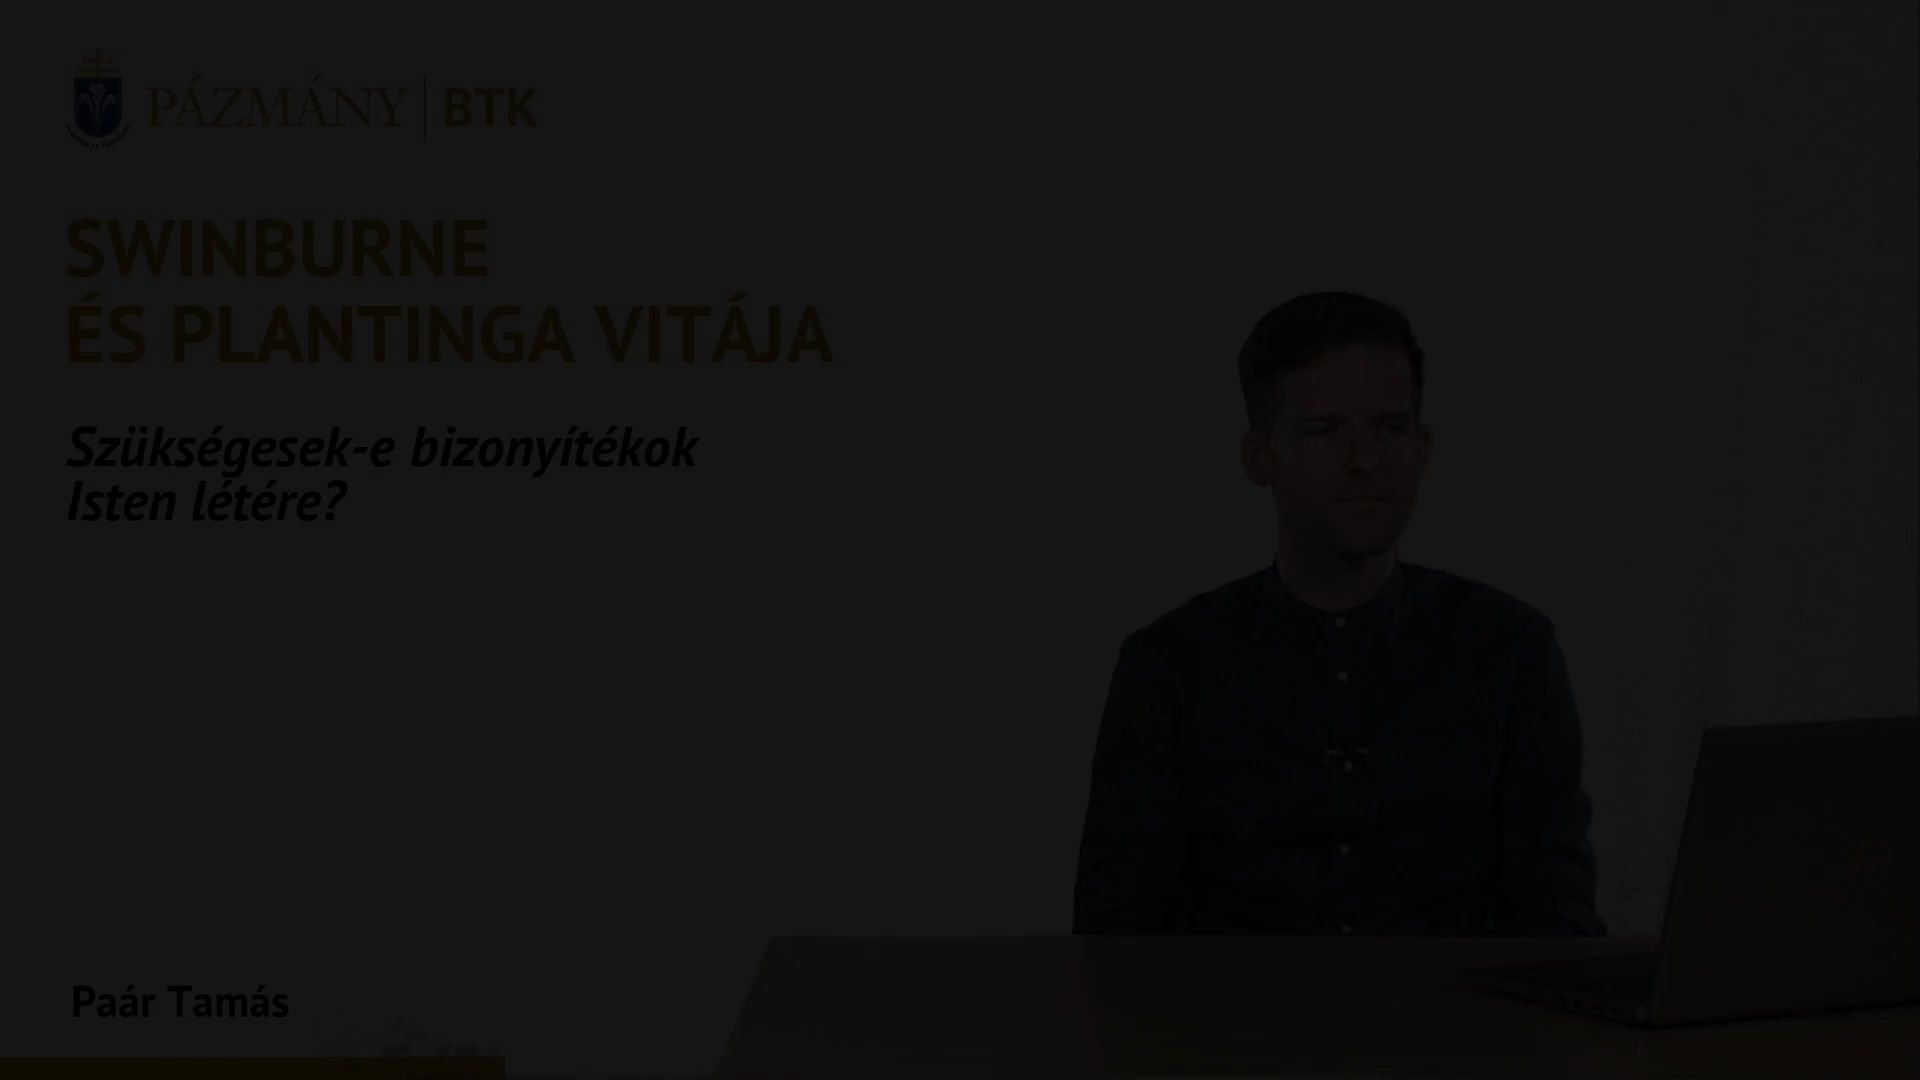 PÁZMÁNY | BTK
SWINBURNE
ÉS PLANTINGA VITÁJA
Szükségesek-e bizonyítékok
Isten létére?
Paár Tamás